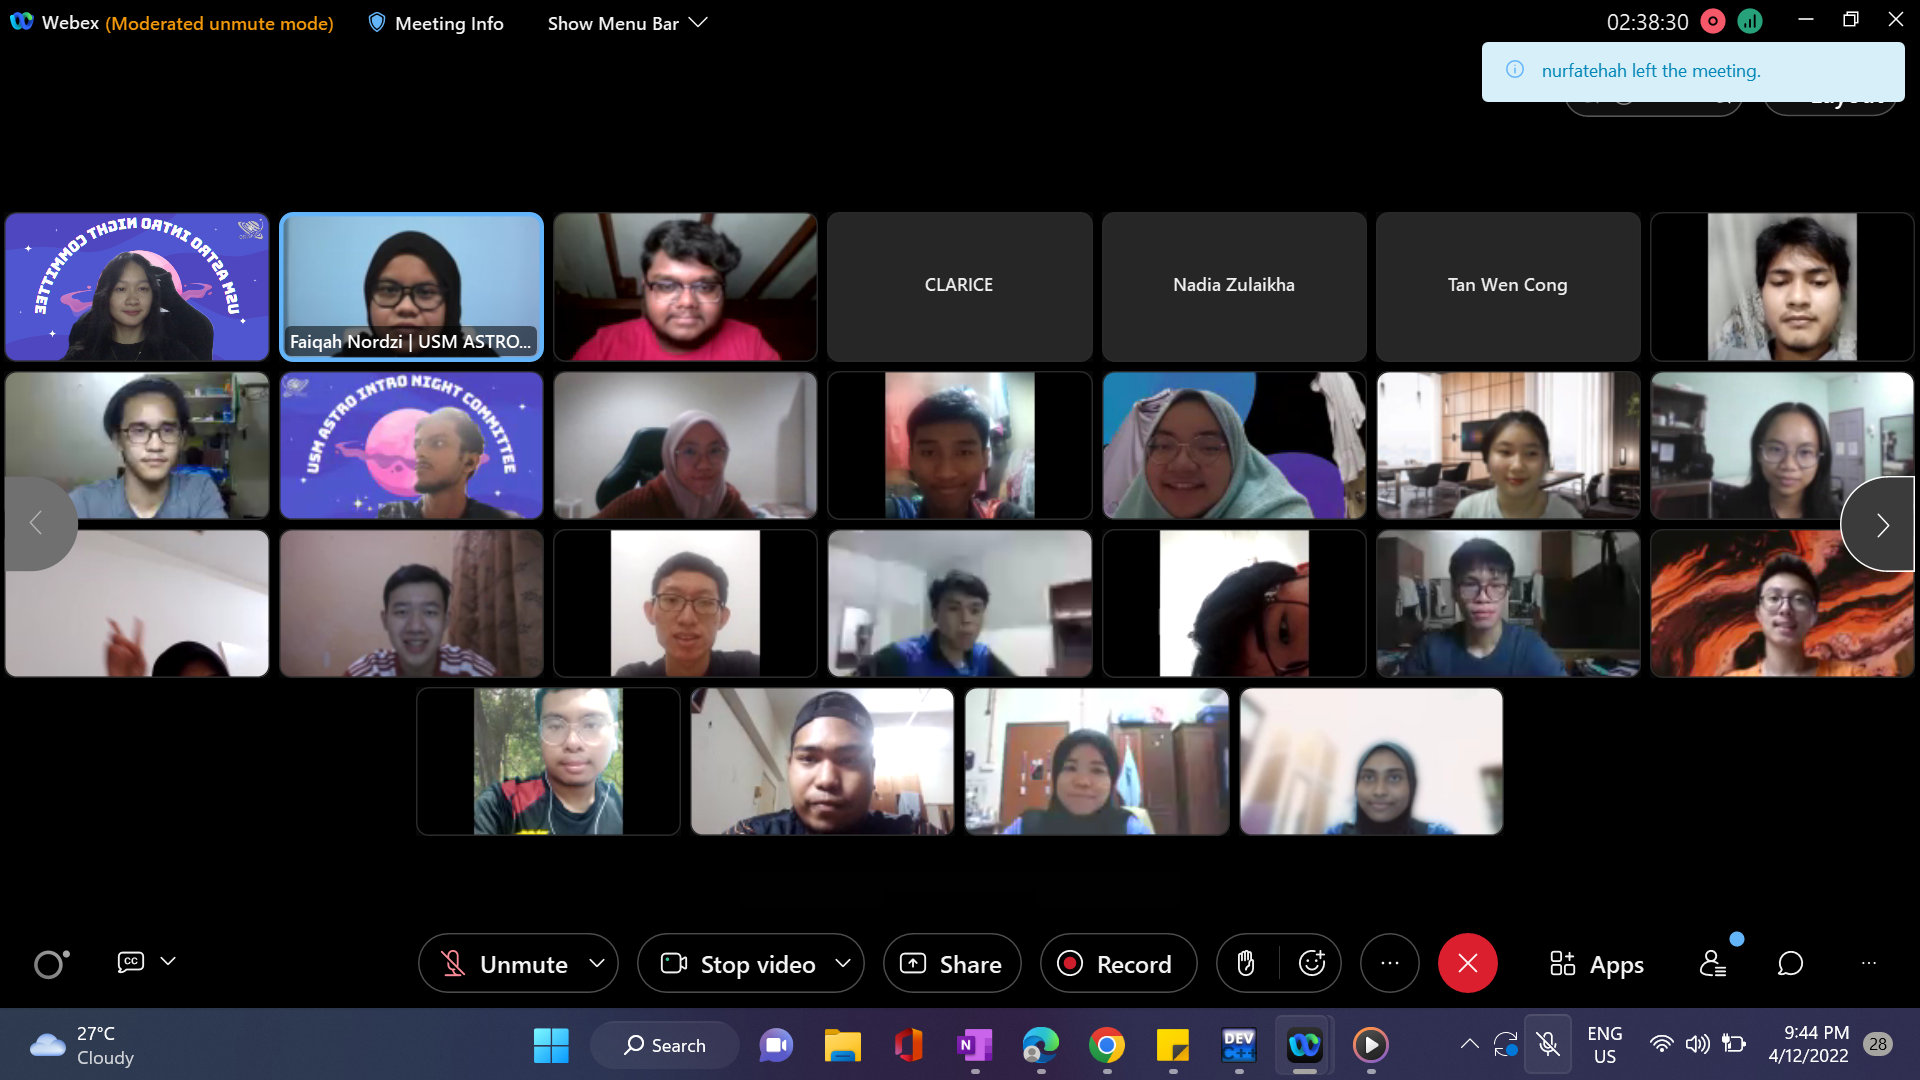 Webex (Moderated unmute mode)
Meeting Info
Show Menu Bar
02:38:30
nurfatehah left the meeting.
USM ASTRO INTRO NIGHT COMMITTEE
Faiqah Nordzi | USM ASTRO...
CLARICE
Nadia Zulaikha
Tan Wen Cong
USM ASTRO INTRO NIGHT COMMITTEE
CC
Unmute
Stop video
Share
Record
Apps
27°C
Cloudy
Search
N
DEV
C++
ENG
US
9:44 PM
4/12/2022
28